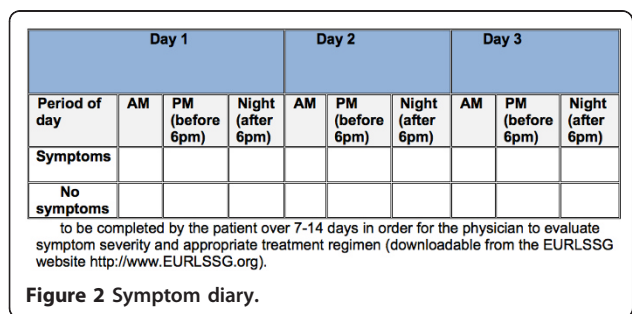 Day 1 Day 2 Day 3
Period of day AM PM (before 6pm) Night (after 6pm) AM PM (before 6pm) Night (after 6pm) AM PM (before 6pm) Night (after 6pm)
Symptoms
No symptoms
to be completed by the patient over 7-14 days in order for the physician to evaluate
symptom severity and appropriate treatment regimen (downloadable from the EURLSSG
website http://www.EURLSSG.org).
Figure 2 Symptom diary.